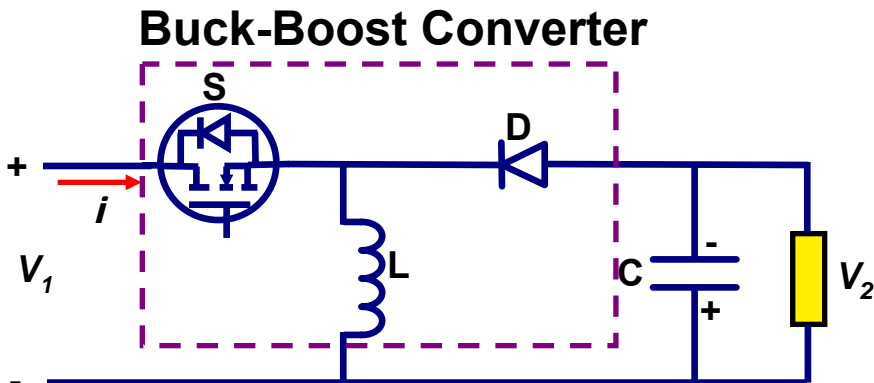 Buck-Boost Converter
S
D
+
i
V1
L
C
-
+
V2
-